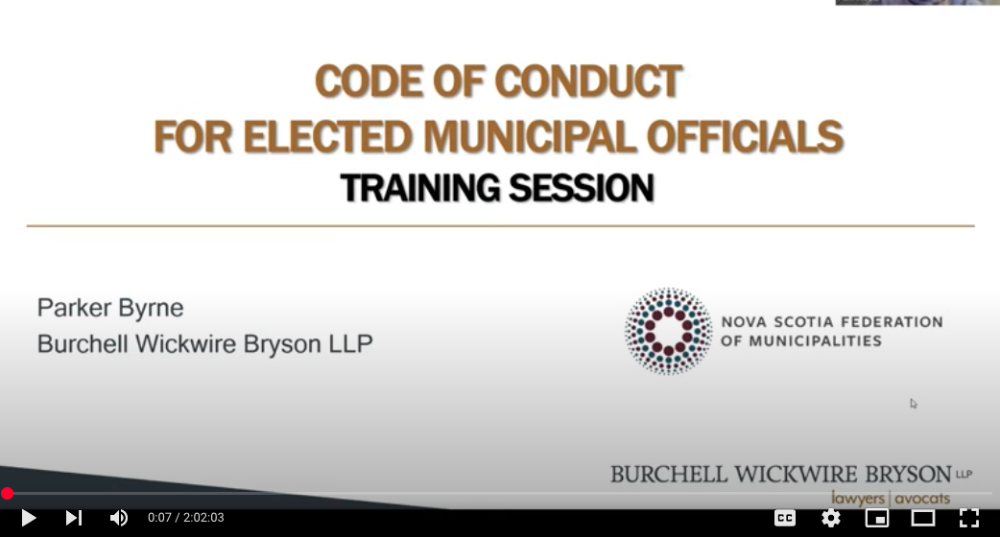 CODE OF CONDUCT
FOR ELECTED MUNICIPAL OFFICIALS
TRAINING SESSION
Parker Byrne
Burchell Wickwire Bryson LLP
NOVA SCOTIA FEDERATION
OF MUNICIPALITIES
BURCHELL WICKWIRE BRYSON LLP
lawyers | avocats
0:07 / 2:02:03
CC